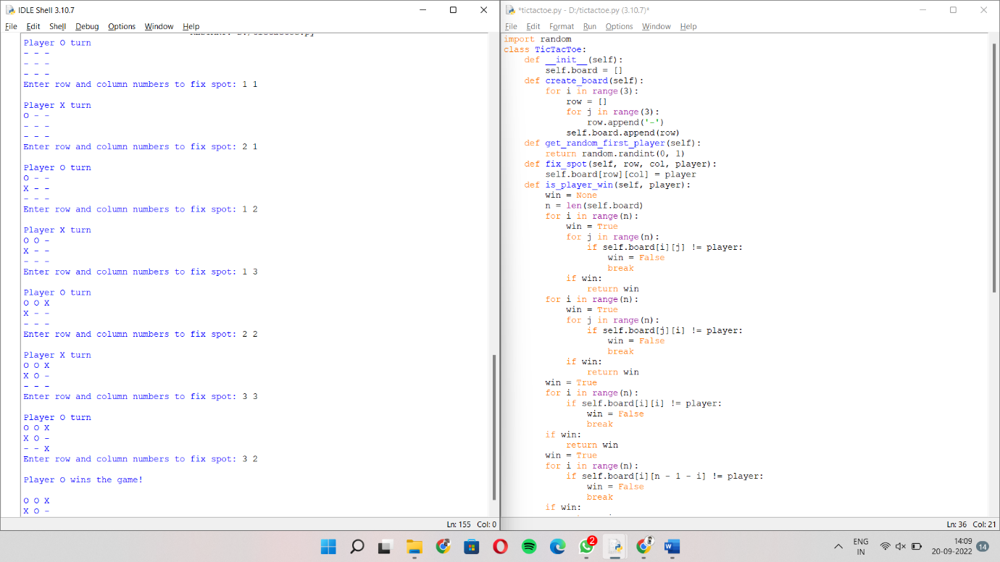 IDLE Shell 3.10.7
File Edit Shell Debug Options Window Help
Player O turn
- - -
- - -
- - -
Enter row and column numbers to fix spot: 1 1
Player X turn
O - -
- - -
- - -
Enter row and column numbers to fix spot: 2 1
Player O turn
O - -
X - -
- - -
Enter row and column numbers to fix spot: 1 2
Player X turn
O O -
X - -
- - -
Enter row and column numbers to fix spot: 1 3
Player O turn
O O X
X - -
- - -
Enter row and column numbers to fix spot: 2 2
Player X turn
O O X
X O -
- - -
Enter row and column numbers to fix spot: 3 3
Player O turn
O O X
X O -
- - X
Enter row and column numbers to fix spot: 3 2
Player O wins the game!
O O X
X O -
Ln: 155 Col: 0
*tictactoe.py - D:/tictactoe.py (3.10.7)*
File Edit Format Run Options Window Help
import random
class TicTacToe:
    def __init__(self):
        self.board = []
    def create_board(self):
        for i in range(3):
            row = []
            for j in range(3):
                row.append('-')
            self.board.append(row)
    def get_random_first_player(self):
        return random.randint(0, 1)
    def fix_spot(self, row, col, player):
        self.board[row][col] = player
    def is_player_win(self, player):
        win = None
        n = len(self.board)
        for i in range(n):
            win = True
            for j in range(n):
                if self.board[i][j] != player:
                    win = False
                    break
            if win:
                return win
        for i in range(n):
            win = True
            for j in range(n):
                if self.board[j][i] != player:
                    win = False
                    break
            if win:
                return win
        win = True
        for i in range(n):
            if self.board[i][i] != player:
                win = False
                break
        if win:
            return win
        win = True
        for i in range(n):
            if self.board[i][n - 1 - i] != player:
                win = False
                break
        if win:
Ln: 36 Col: 21
2
W
ENG
IN
14:09
20-09-2022
14